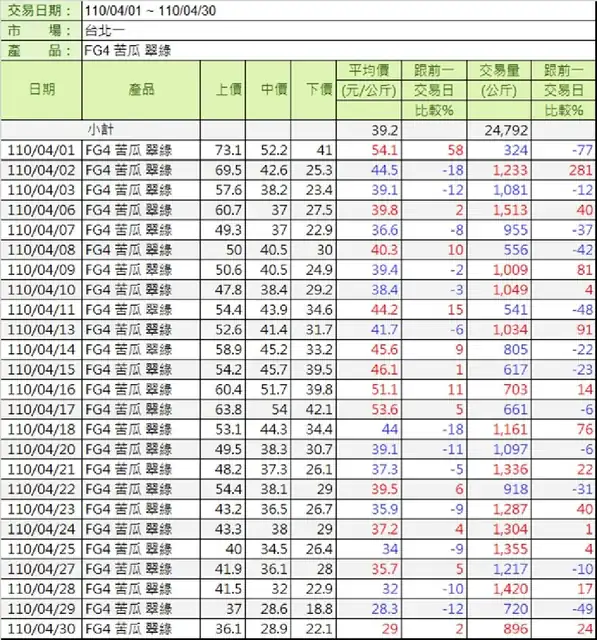 交易日期： 110/04/01 ~ 110/04/30
市 場： 台北一
產 品： FG4 苦瓜 翠綠
日期 產品 上價 中價 下價 平均價 (元/公斤) 跟前一 交易日 比較% 交易量 (公斤) 跟前一 交易日 比較%
小計 39.2 24,792
110/04/01 FG4 苦瓜 翠綠 73.1 52.2 41 54.1 58 324 -77
110/04/02 FG4 苦瓜 翠綠 69.5 42.6 25.3 44.5 -18 1,233 281
110/04/03 FG4 苦瓜 翠綠 57.6 38.2 23.4 39.1 -12 1,081 -12
110/04/06 FG4 苦瓜 翠綠 60.7 37 27.5 39.8 2 1,513 40
110/04/07 FG4 苦瓜 翠綠 49.3 37 22.9 36.6 -8 955 -37
110/04/08 FG4 苦瓜 翠綠 50 40.5 30 40.3 10 556 -42
110/04/09 FG4 苦瓜 翠綠 50.6 40.5 24.9 39.4 -2 1,009 81
110/04/10 FG4 苦瓜 翠綠 47.8 38.4 29.2 38.4 -3 1,049 4
110/04/11 FG4 苦瓜 翠綠 54.4 43.9 34.6 44.2 15 541 -48
110/04/13 FG4 苦瓜 翠綠 52.6 41.4 31.7 41.7 -6 1,034 91
110/04/14 FG4 苦瓜 翠綠 58.9 45.2 33.2 45.6 9 805 -22
110/04/15 FG4 苦瓜 翠綠 54.2 45.7 39.5 46.1 1 617 -23
110/04/16 FG4 苦瓜 翠綠 60.4 51.7 39.8 51.1 11 703 14
110/04/17 FG4 苦瓜 翠綠 63.8 54 42.1 53.6 5 661 -6
110/04/18 FG4 苦瓜 翠綠 53.1 44.3 34.4 44 -18 1,161 76
110/04/20 FG4 苦瓜 翠綠 49.5 38.3 30.7 39.1 -11 1,097 -6
110/04/21 FG4 苦瓜 翠綠 48.2 37.3 26.1 37.3 -5 1,336 22
110/04/22 FG4 苦瓜 翠綠 54.4 38.1 29 39.5 6 918 -31
110/04/23 FG4 苦瓜 翠綠 43.2 36.5 26.7 35.9 -9 1,287 40
110/04/24 FG4 苦瓜 翠綠 43.3 38 29 37.2 4 1,304 1
110/04/25 FG4 苦瓜 翠綠 40 34.5 26.4 34 -9 1,355 4
110/04/27 FG4 苦瓜 翠綠 41.9 36.1 28 35.7 5 1,217 -10
110/04/28 FG4 苦瓜 翠綠 41.5 32 22.9 32 -10 1,420 17
110/04/29 FG4 苦瓜 翠綠 37 28.6 18.8 28.3 -12 720 -49
110/04/30 FG4 苦瓜 翠綠 36.1 28.9 22.1 29 2 896 24